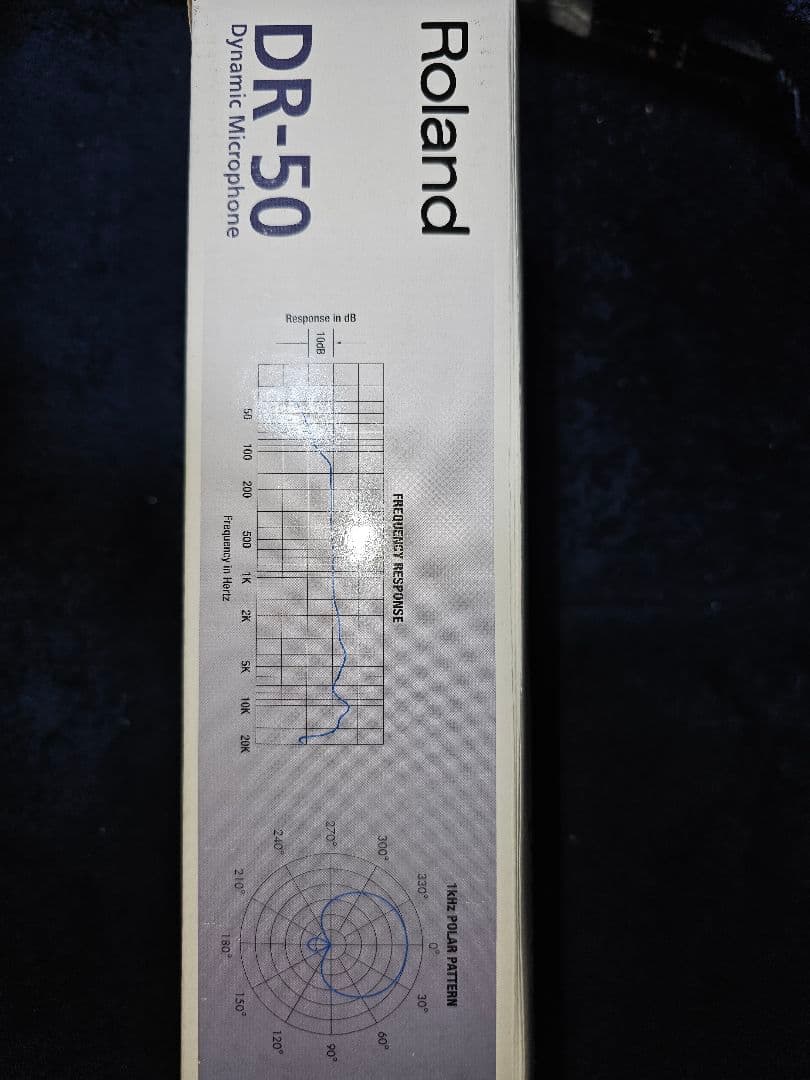 Roland
DR-50
Dynamic Microphone
FREQUENCY RESPONSE
Response in dB
10dB
50 100 200 500 1K 2K 5K 10K 20K
Frequency in Hertz
1kHz POLAR PATTERN
0°
330° 30°
300° 60°
270° 90°
240° 120°
210° 150°
180°